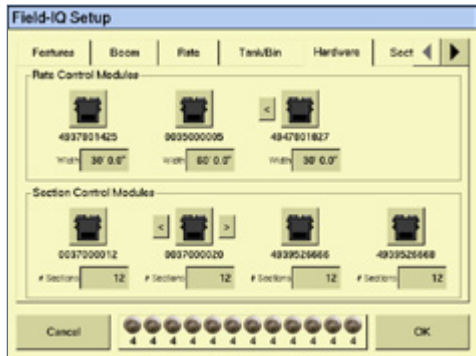 Field-IQ Setup
Features Boom Rate Tank/Bin Hardware Sect
Rate Control Modules
< 
4937801425 0035000005 4847801027
Width 30' 0.0" Width 60' 0.0" Width 30' 0.0"
Section Control Modules
< >
0037000012 0037000020 4939526666 4939526668
# Sections 12 # Sections 12 # Sections 12 # Sections 12
Cancel 4 4 4 4 4 4 4 4 4 4 4 OK